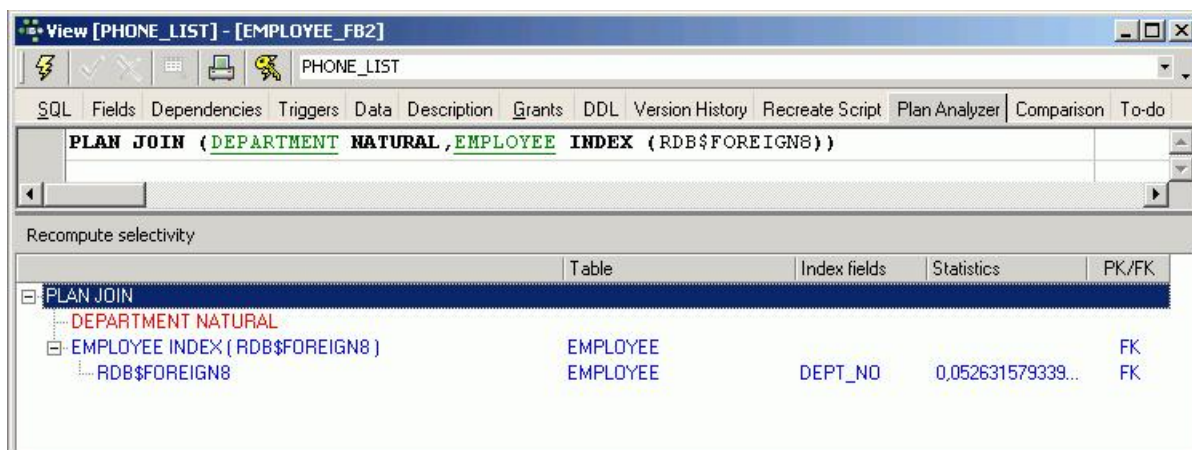 View [PHONE_LIST] - [EMPLOYEE_FB2]
PHONE_LIST
SQL Fields Dependencies Triggers Data Description Grants DDL Version History Recreate Script Plan Analyzer Comparison To-do
PLAN JOIN (DEPARTMENT NATURAL,EMPLOYEE INDEX (RDB$FOREIGN8))
Recompute selectivity
Table Index fields Statistics PK/FK
PLAN JOIN
DEPARTMENT NATURAL
EMPLOYEE INDEX ( RDB$FOREIGN8 ) EMPLOYEE FK
RDB$FOREIGN8 EMPLOYEE DEPT_NO 0,052631579339... FK